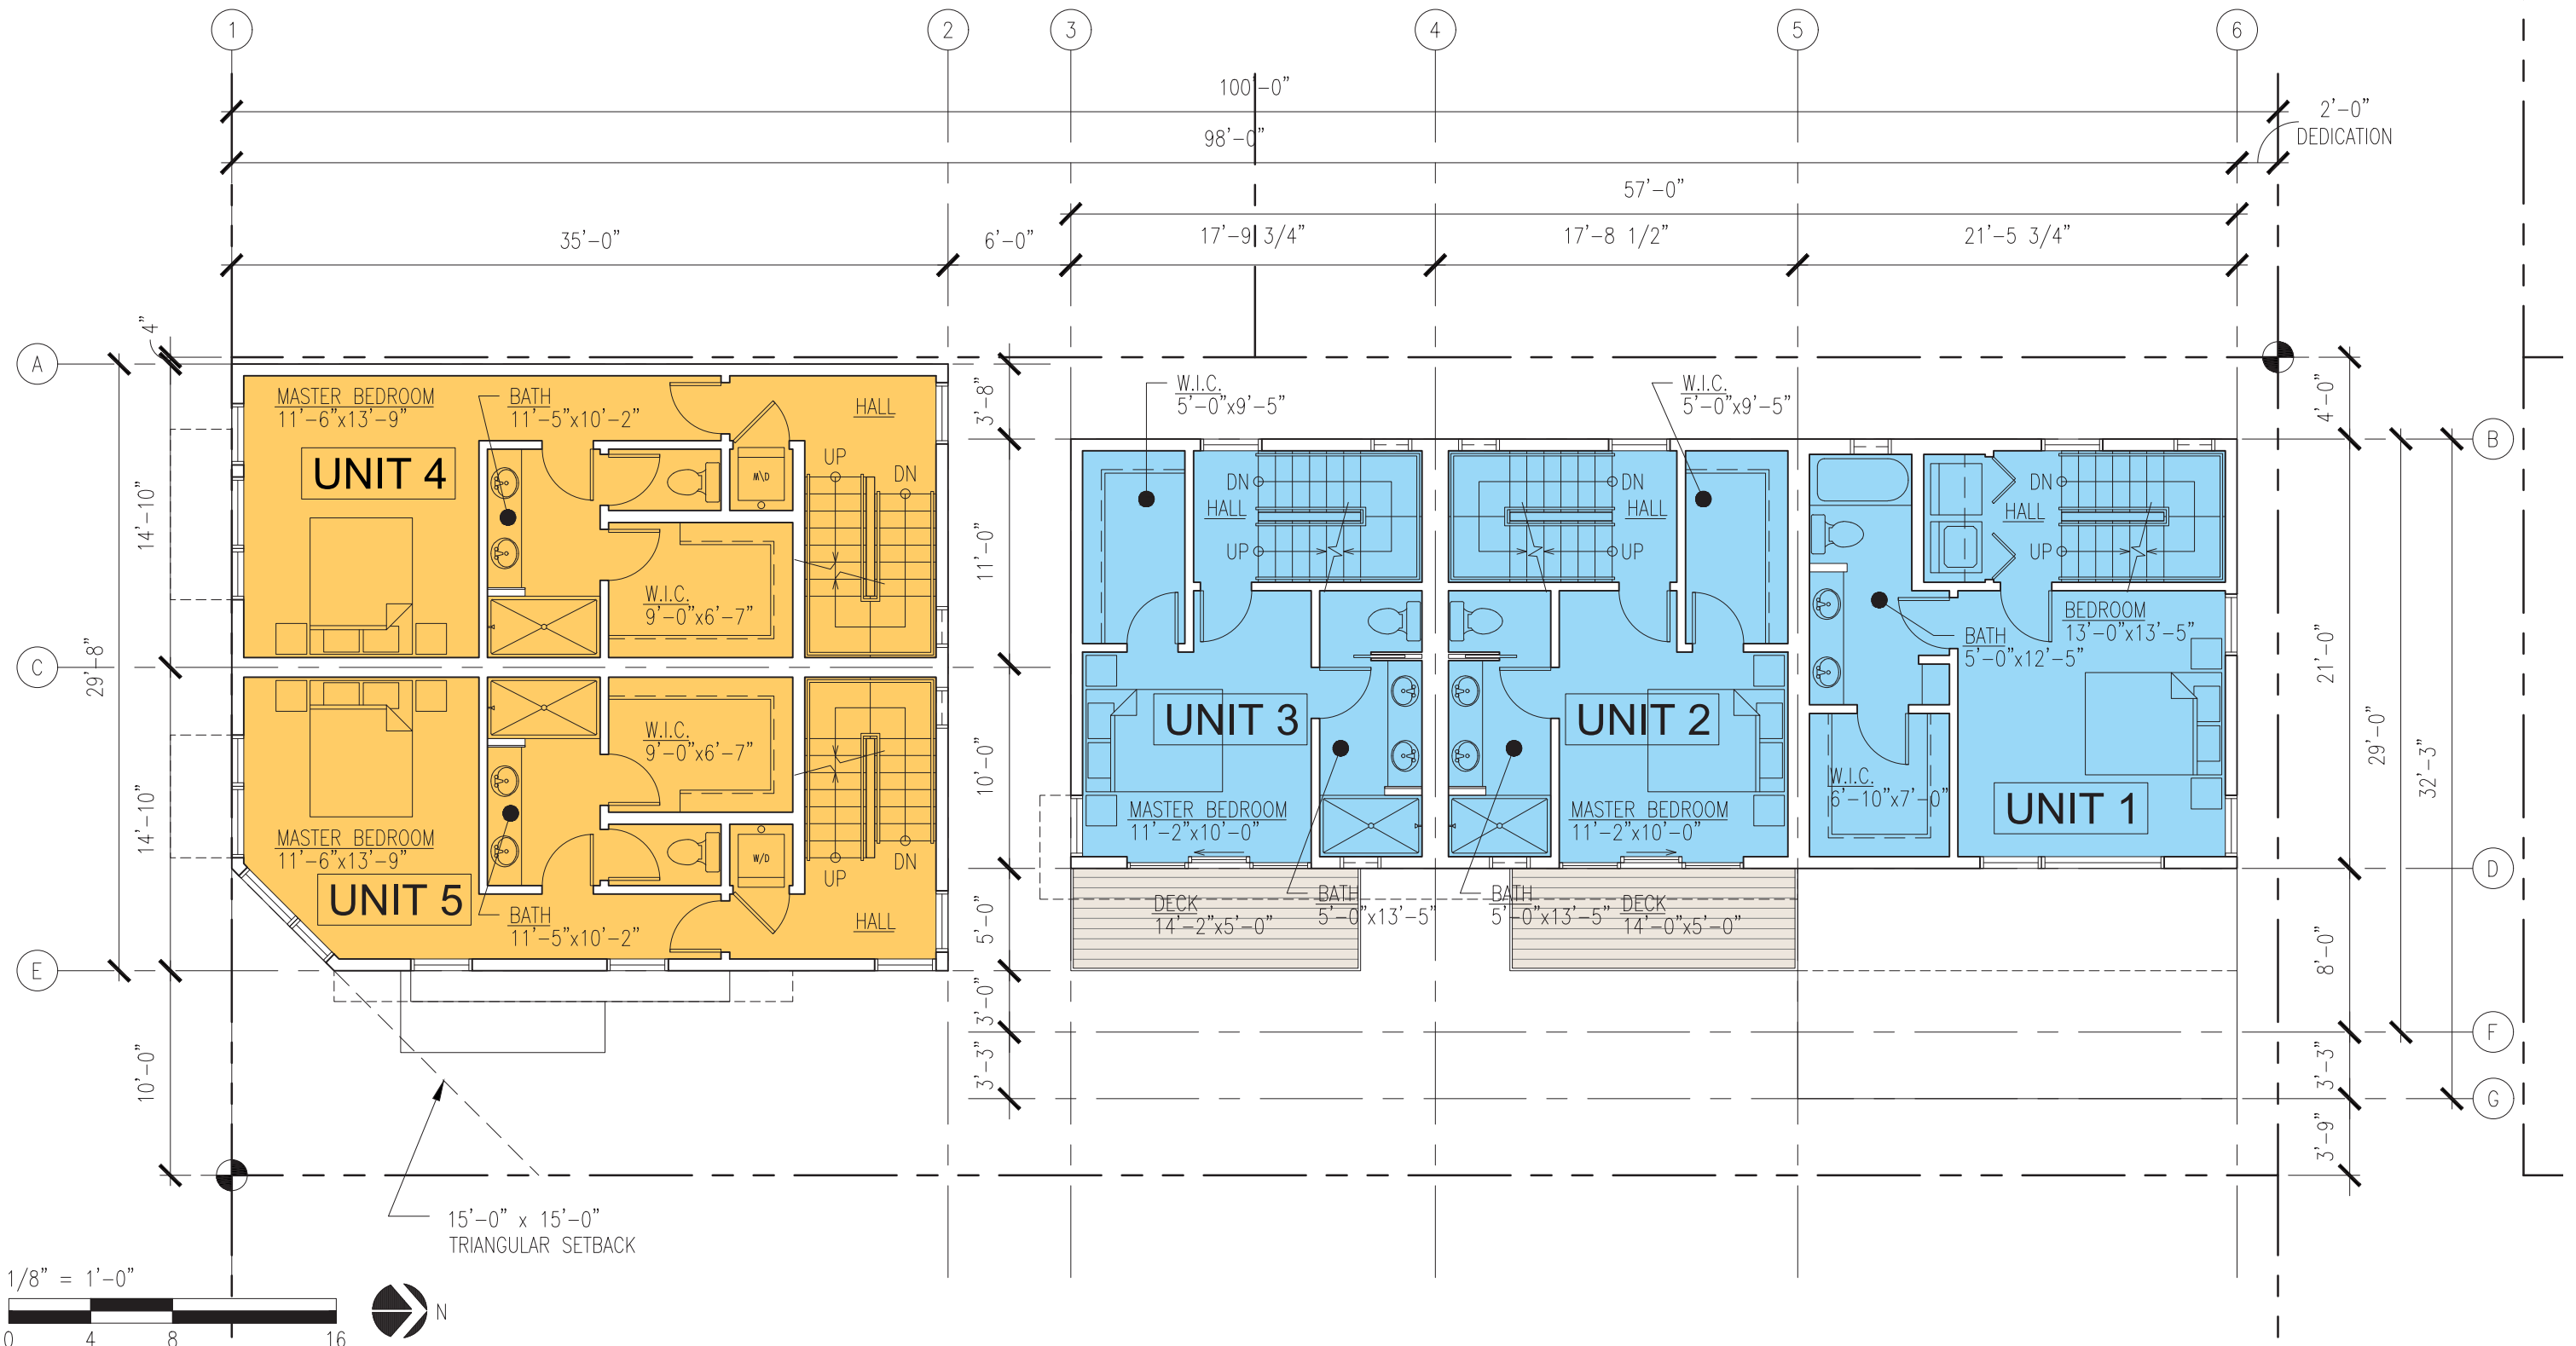 1
2
3
4
5
6
100'-0"
2'-0"
DEDICATION
98'-0"
57'-0"
35'-0"
6'-0"
17'-9 3/4"
17'-8 1/2"
21'-5 3/4"
4"
A
B
C
D
E
F
G
29'-8"
14'-10"
14'-10"
10'-0"
MASTER BEDROOM
11'-6"x13'-9"
BATH
11'-5"x10'-2"
HALL
UNIT 4
UP
DN
M\D
W.I.C.
9'-0"x6'-7"
W.I.C.
9'-0"x6'-7"
MASTER BEDROOM
11'-6"x13'-9"
UNIT 5
BATH
11'-5"x10'-2"
W/D
UP
DN
HALL
3'-8"
11'-0"
10'-0"
5'-0"
3'-0"
3'-3"
W.I.C.
5'-0"x9'-5"
W.I.C.
5'-0"x9'-5"
DN
HALL
UP
DN
HALL
UP
DN
HALL
UP
UNIT 3
UNIT 2
UNIT 1
MASTER BEDROOM
11'-2"x10'-0"
MASTER BEDROOM
11'-2"x10'-0"
BEDROOM
13'-0"x13'-5"
BATH
5'-0"x12'-5"
W.I.C.
6'-10"x7'-0"
DECK
14'-2"x5'-0"
BATH
5'-0"x13'-5"
BATH
5'-0"x13'-5"
DECK
14'-0"x5'-0"
4'-0"
21'-0"
29'-0"
32'-3"
8'-0"
3'-3"
3'-9"
15'-0" x 15'-0"
TRIANGULAR SETBACK
1/8" = 1'-0"
0
4
8
16
N